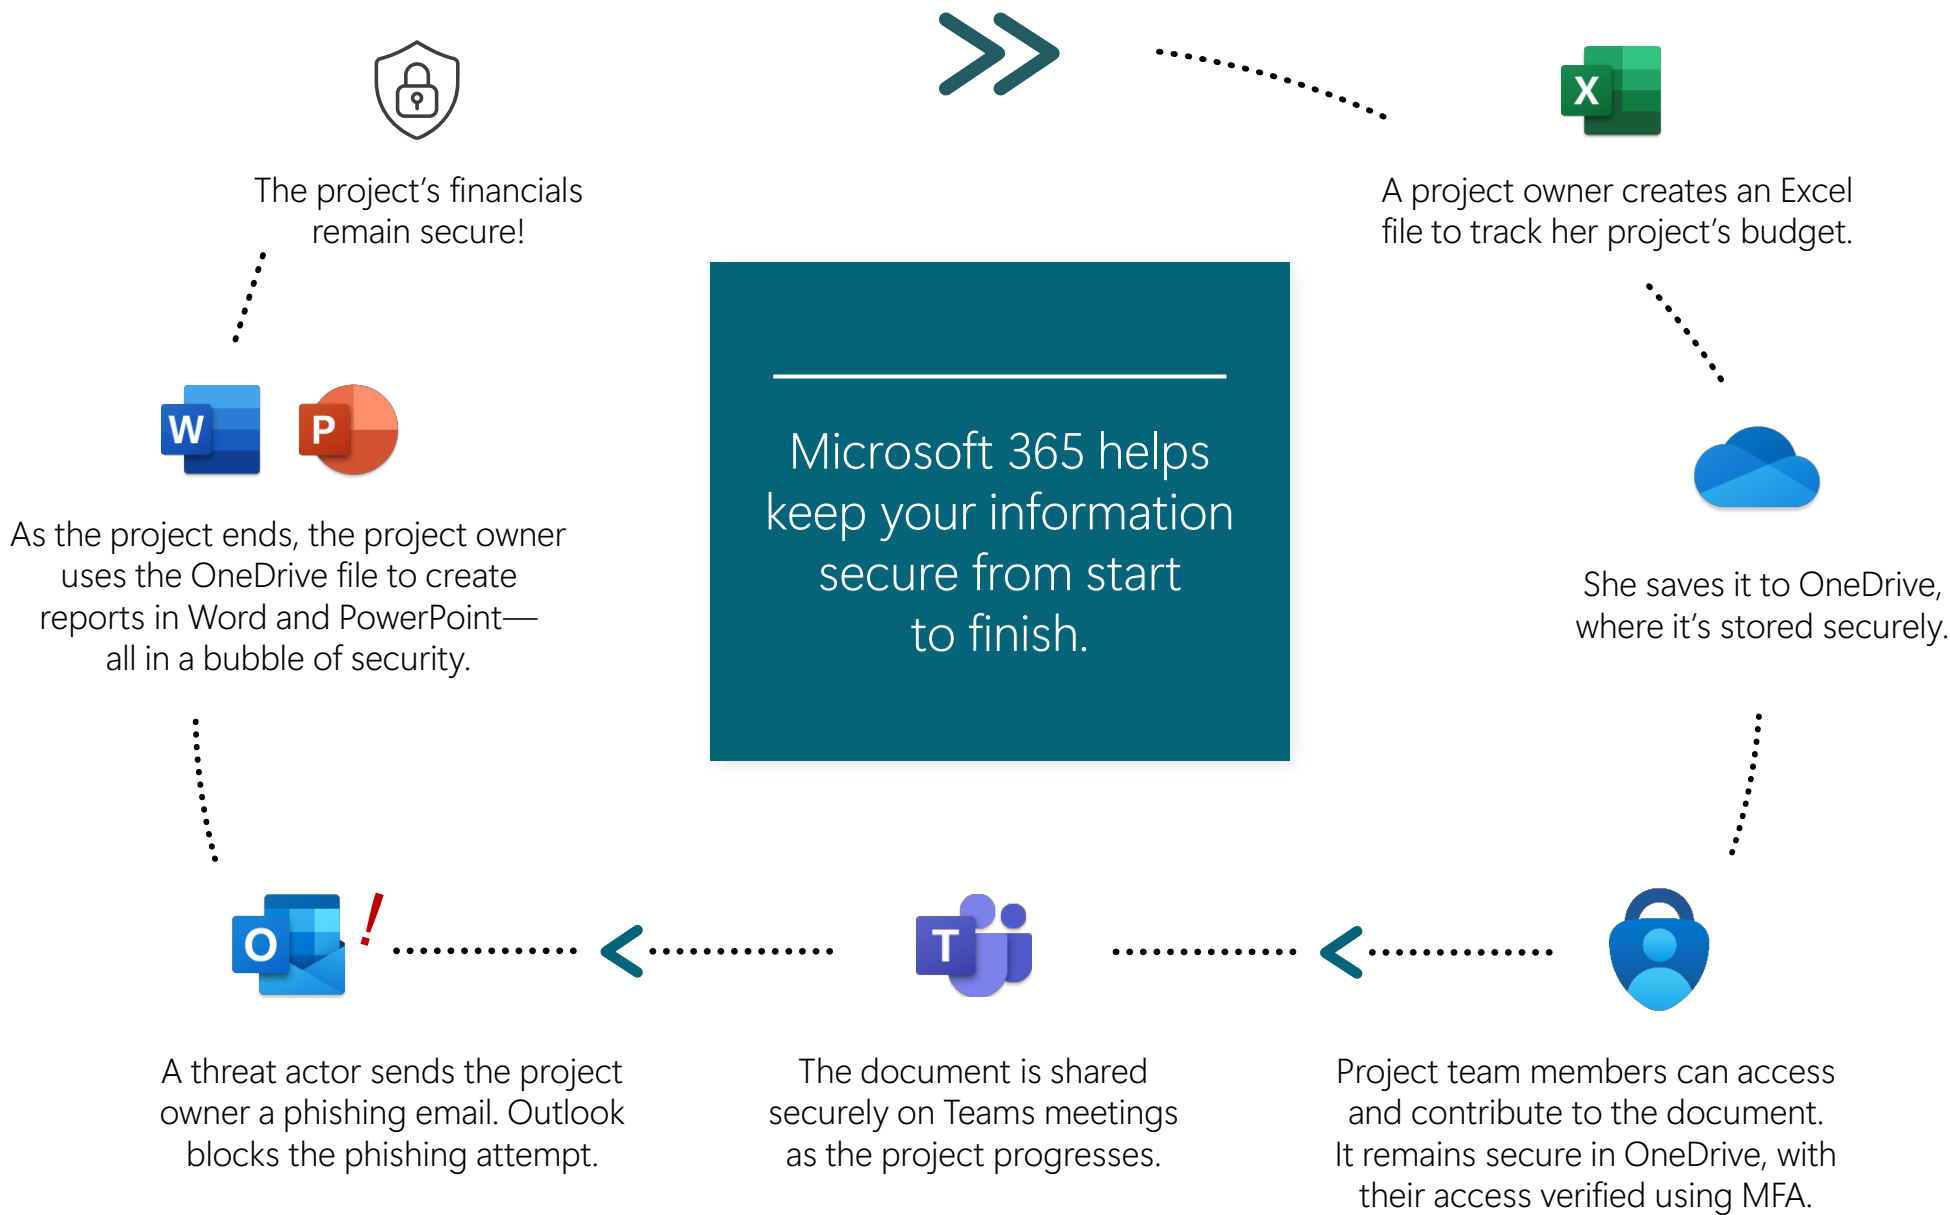 X
A project owner creates an Excel
file to track her project's budget.
She saves it to OneDrive,
where it's stored securely.
Project team members can access
and contribute to the document.
It remains secure in OneDrive, with
their access verified using MFA.
T
The document is shared
securely on Teams meetings
as the project progresses.
O !
A threat actor sends the project
owner a phishing email. Outlook
blocks the phishing attempt.
W P
As the project ends, the project owner
uses the OneDrive file to create
reports in Word and PowerPoint—
all in a bubble of security.
The project's financials
remain secure!
Microsoft 365 helps
keep your information
secure from start
to finish.